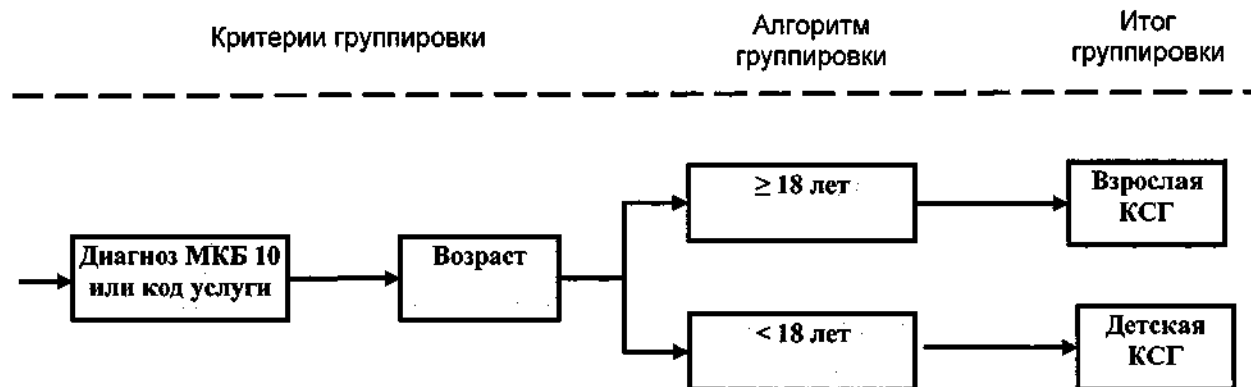 Критерии группировки
Алгоритм
группировки
Итог
группировки
Диагноз МКБ 10
или код услуги
Возраст
≥ 18 лет
Взрослая
КСГ
< 18 лет
Детская
КСГ